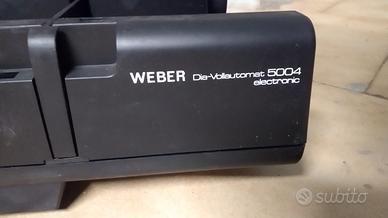 WEBER Dia-Vollautomat 5004
electronic
subito